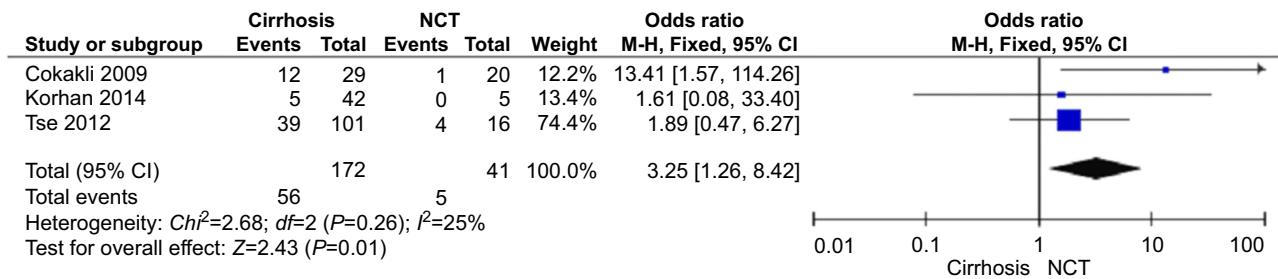 Cirrhosis NCT Odds ratio Odds ratio
Study or subgroup Events Total Events Total Weight M-H, Fixed, 95% CI M-H, Fixed, 95% CI
Cokakli 2009 12 29 1 20 12.2% 13.41 [1.57, 114.26]
Korhan 2014 5 42 0 5 13.4% 1.61 [0.08, 33.40]
Tse 2012 39 101 4 16 74.4% 1.89 [0.47, 6.27]
Total (95% CI) 172 41 100.0% 3.25 [1.26, 8.42]
Total events 56 5
Heterogeneity: Chi²=2.68; df=2 (P=0.26); I²=25%
Test for overall effect: Z=2.43 (P=0.01)
0.01 0.1 1 10 100
Cirrhosis NCT